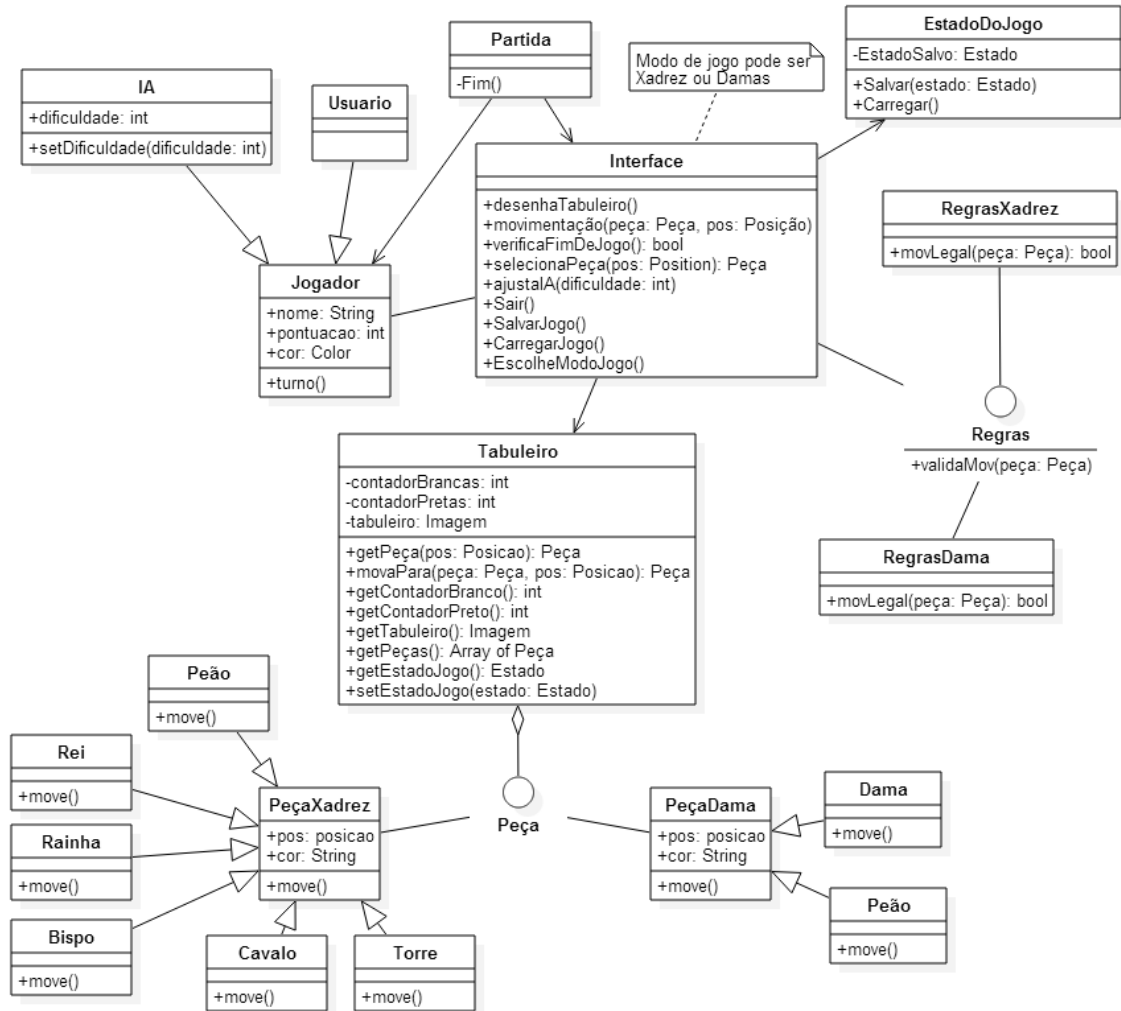 Partida
-Fim()
Modo de jogo pode ser
Xadrez ou Damas
EstadoDoJogo
-EstadoSalvo: Estado
+Salvar(estado: Estado)
+Carregar()
IA
+dificuldade: int
+setDificuldade(dificuldade: int)
Usuario
Interface
+desenhaTabuleiro()
+movimentação(peça: Peça, pos: Posição)
+verificaFimDeJogo(): bool
+selecionaPeça(pos: Position): Peça
+ajustaIA(dificuldade: int)
+Sair()
+SalvarJogo()
+CarregarJogo()
+EscolheModoJogo()
RegrasXadrez
+movLegal(peça: Peça): bool
Jogador
+nome: String
+pontuacao: int
+cor: Color
+turno()
Regras
+validaMov(peça: Peça)
Tabuleiro
-contadorBrancas: int
-contadorPretas: int
-tabuleiro: Imagem
+getPeça(pos: Posicao): Peça
+movaPara(peça: Peça, pos: Posicao): Peça
+getContadorBranco(): int
+getContadorPreto(): int
+getTabuleiro(): Imagem
+getPeças(): Array of Peça
+getEstadoJogo(): Estado
+setEstadoJogo(estado: Estado)
RegrasDama
+movLegal(peça: Peça): bool
Peão
+move()
Rei
+move()
Rainha
+move()
Bispo
+move()
PeçaXadrez
+pos: posicao
+cor: String
+move()
Cavalo
+move()
Torre
+move()
Peça
PeçaDama
+pos: posicao
+cor: String
+move()
Dama
+move()
Peão
+move()